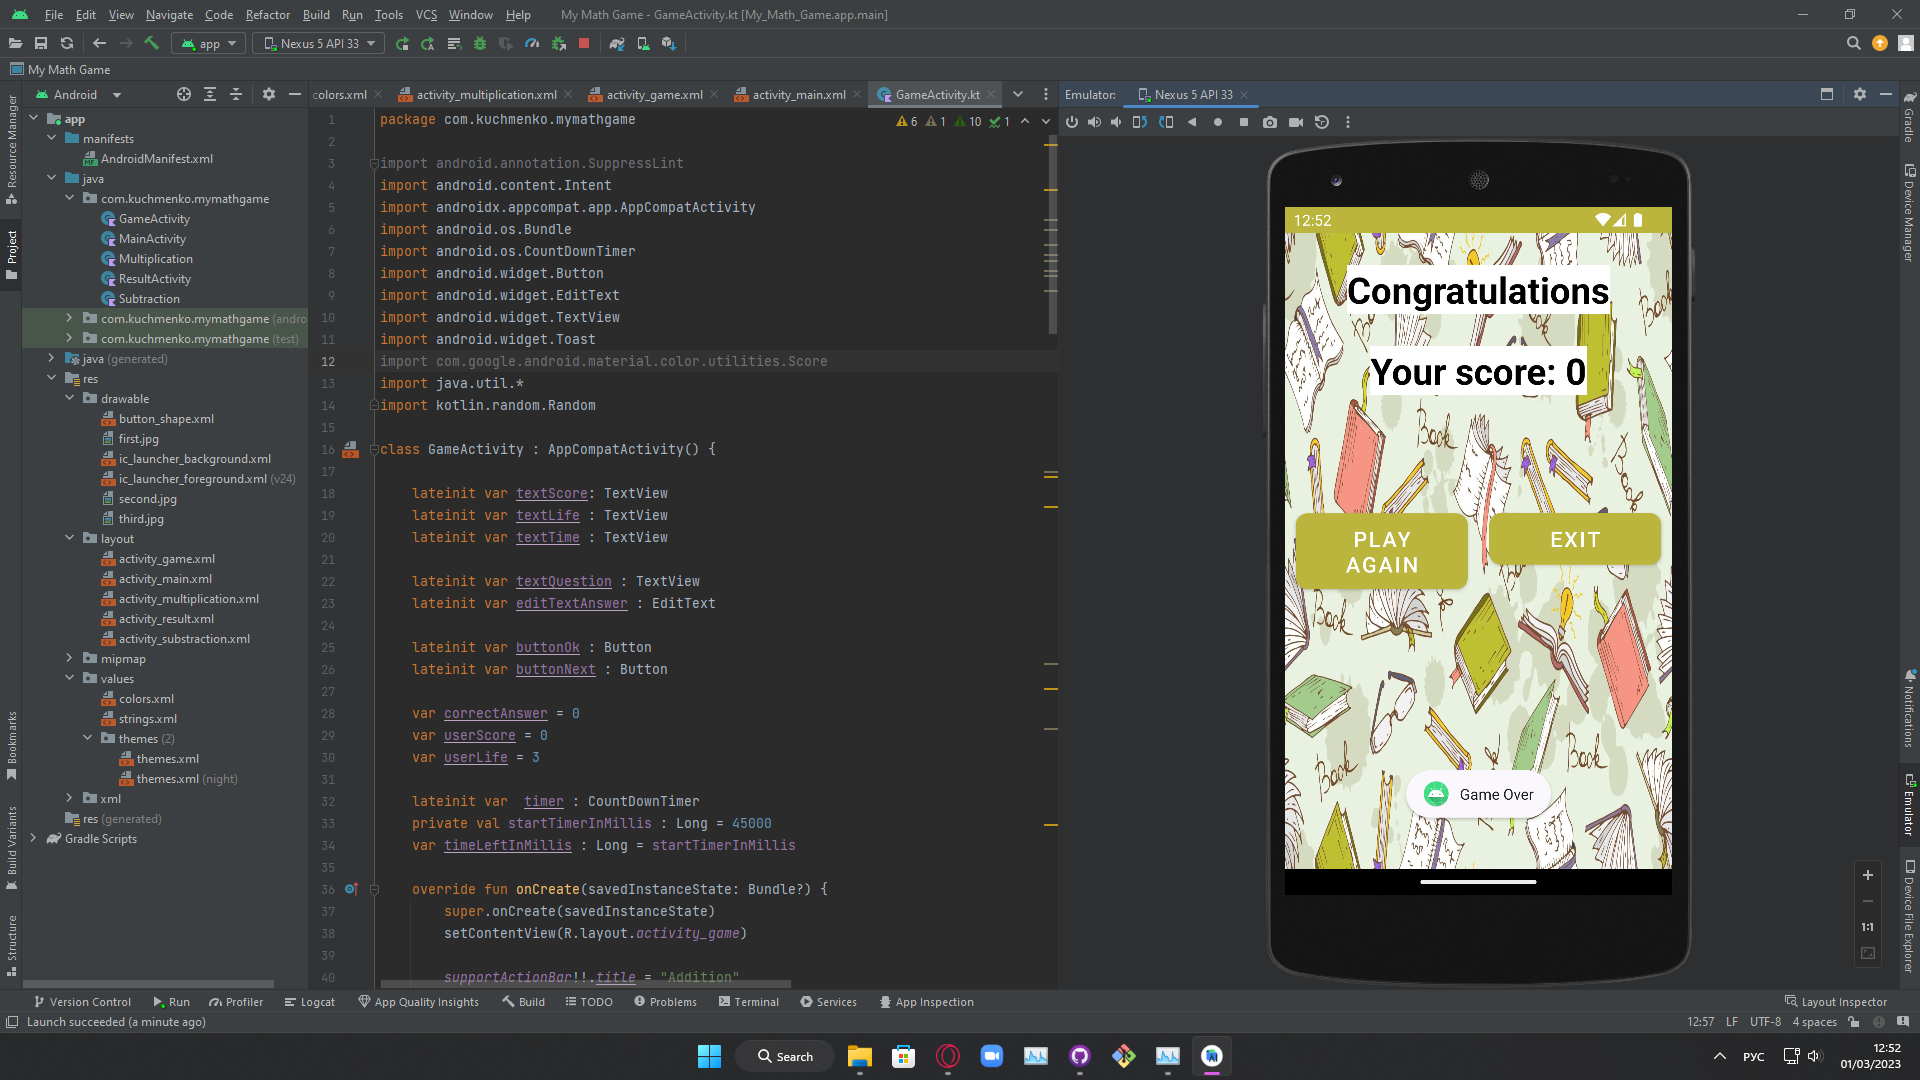 File Edit View Navigate Code Refactor Build Run Tools VCS Window Help My Math Game - GameActivity.kt [My_Math_Game.app.main]
app Nexus 5 API 33
My Math Game
Android
colors.xml activity_multiplication.xml activity_game.xml activity_main.xml GameActivity.kt
Emulator: Nexus 5 API 33
Resource Manager
Project
Bookmarks
Build Variants
Structure
app
manifests
AndroidManifest.xml
java
com.kuchmenko.mymathgame
GameActivity
MainActivity
Multiplication
ResultActivity
Subtraction
com.kuchmenko.mymathgame (andro
com.kuchmenko.mymathgame (test)
java (generated)
res
drawable
button_shape.xml
first.jpg
ic_launcher_background.xml
ic_launcher_foreground.xml (v24)
second.jpg
third.jpg
layout
activity_game.xml
activity_main.xml
activity_multiplication.xml
activity_result.xml
activity_substraction.xml
mipmap
values
colors.xml
strings.xml
themes (2)
themes.xml
themes.xml (night)
xml
res (generated)
Gradle Scripts
6 1 10 1
1 package com.kuchmenko.mymathgame
2
3 import android.annotation.SuppressLint
4 import android.content.Intent
5 import androidx.appcompat.app.AppCompatActivity
6 import android.os.Bundle
7 import android.os.CountDownTimer
8 import android.widget.Button
9 import android.widget.EditText
10 import android.widget.TextView
11 import android.widget.Toast
12 import com.google.android.material.color.utilities.Score
13 import java.util.*
14 import kotlin.random.Random
15
16 class GameActivity : AppCompatActivity() {
17
18 lateinit var textScore: TextView
19 lateinit var textLife : TextView
20 lateinit var textTime : TextView
21
22 lateinit var textQuestion : TextView
23 lateinit var editTextAnswer : EditText
24
25 lateinit var buttonOk : Button
26 lateinit var buttonNext : Button
27
28 var correctAnswer = 0
29 var userScore = 0
30 var userLife = 3
31
32 lateinit var timer : CountDownTimer
33 private val startTimerInMillis : Long = 45000
34 var timeLeftInMillis : Long = startTimerInMillis
35
36 override fun onCreate(savedInstanceState: Bundle?) {
37 super.onCreate(savedInstanceState)
38 setContentView(R.layout.activity_game)
39
40 supportActionBar!!.title = "Addition"
12:52
Congratulations
Your score: 0
Book
Book
PLAY AGAIN
EXIT
Book
Book
Book
Book
Game Over
1:1
Gradle
Device Manager
Notifications
Emulator
Device File Explorer
Version Control Run Profiler Logcat App Quality Insights Build TODO Problems Terminal Services App Inspection Layout Inspector
Launch succeeded (a minute ago)
12:57 LF UTF-8 4 spaces
Search
РУС
12:52
01/03/2023